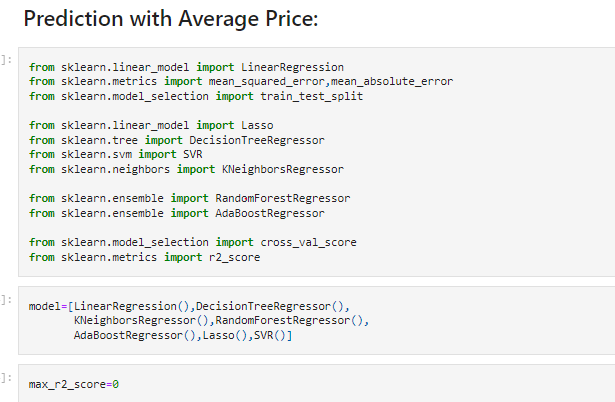 Prediction with Average Price:
]:
from sklearn.linear_model import LinearRegression
from sklearn.metrics import mean_squared_error,mean_absolute_error
from sklearn.model_selection import train_test_split
from sklearn.linear_model import Lasso
from sklearn.tree import DecisionTreeRegressor
from sklearn.svm import SVR
from sklearn.neighbors import KNeighborsRegressor
from sklearn.ensemble import RandomForestRegressor
from sklearn.ensemble import AdaBoostRegressor
from sklearn.model_selection import cross_val_score
from sklearn.metrics import r2_score
]:
model=[LinearRegression(),DecisionTreeRegressor(),
KNeighborsRegressor(),RandomForestRegressor(),
AdaBoostRegressor(),Lasso(),SVR()]
]:
max_r2_score=0